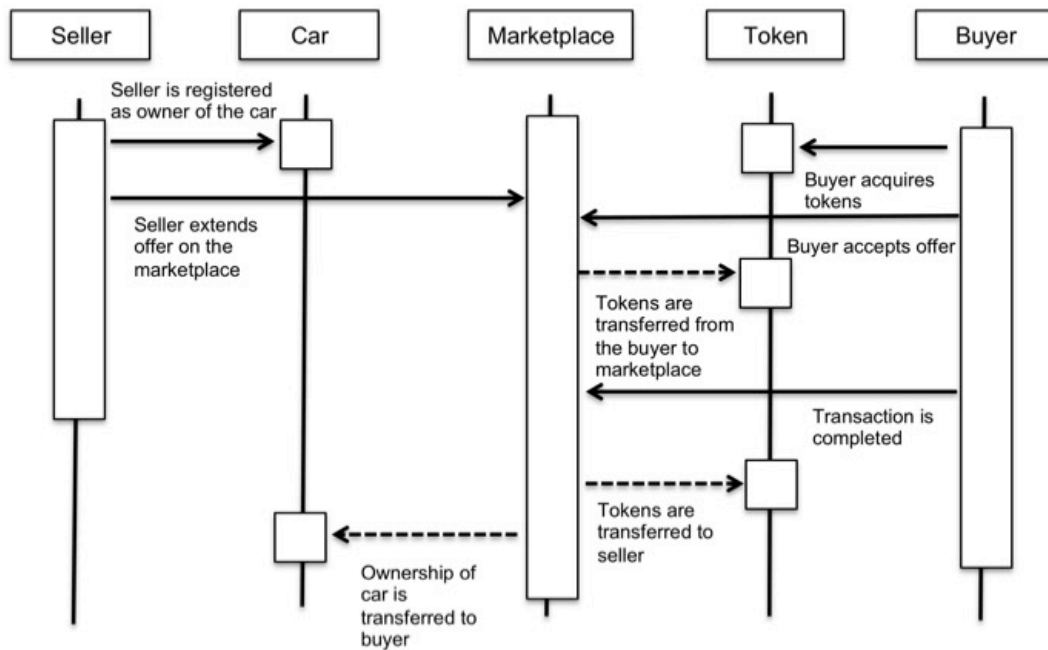 Seller
Car
Marketplace
Token
Buyer
Seller is registered
as owner of the car
Buyer acquires
tokens
Seller extends
offer on the
marketplace
Buyer accepts offer
Tokens are
transferred from
the buyer to
marketplace
Transaction is
completed
Tokens are
transferred to
seller
Ownership of
car is
transferred to
buyer